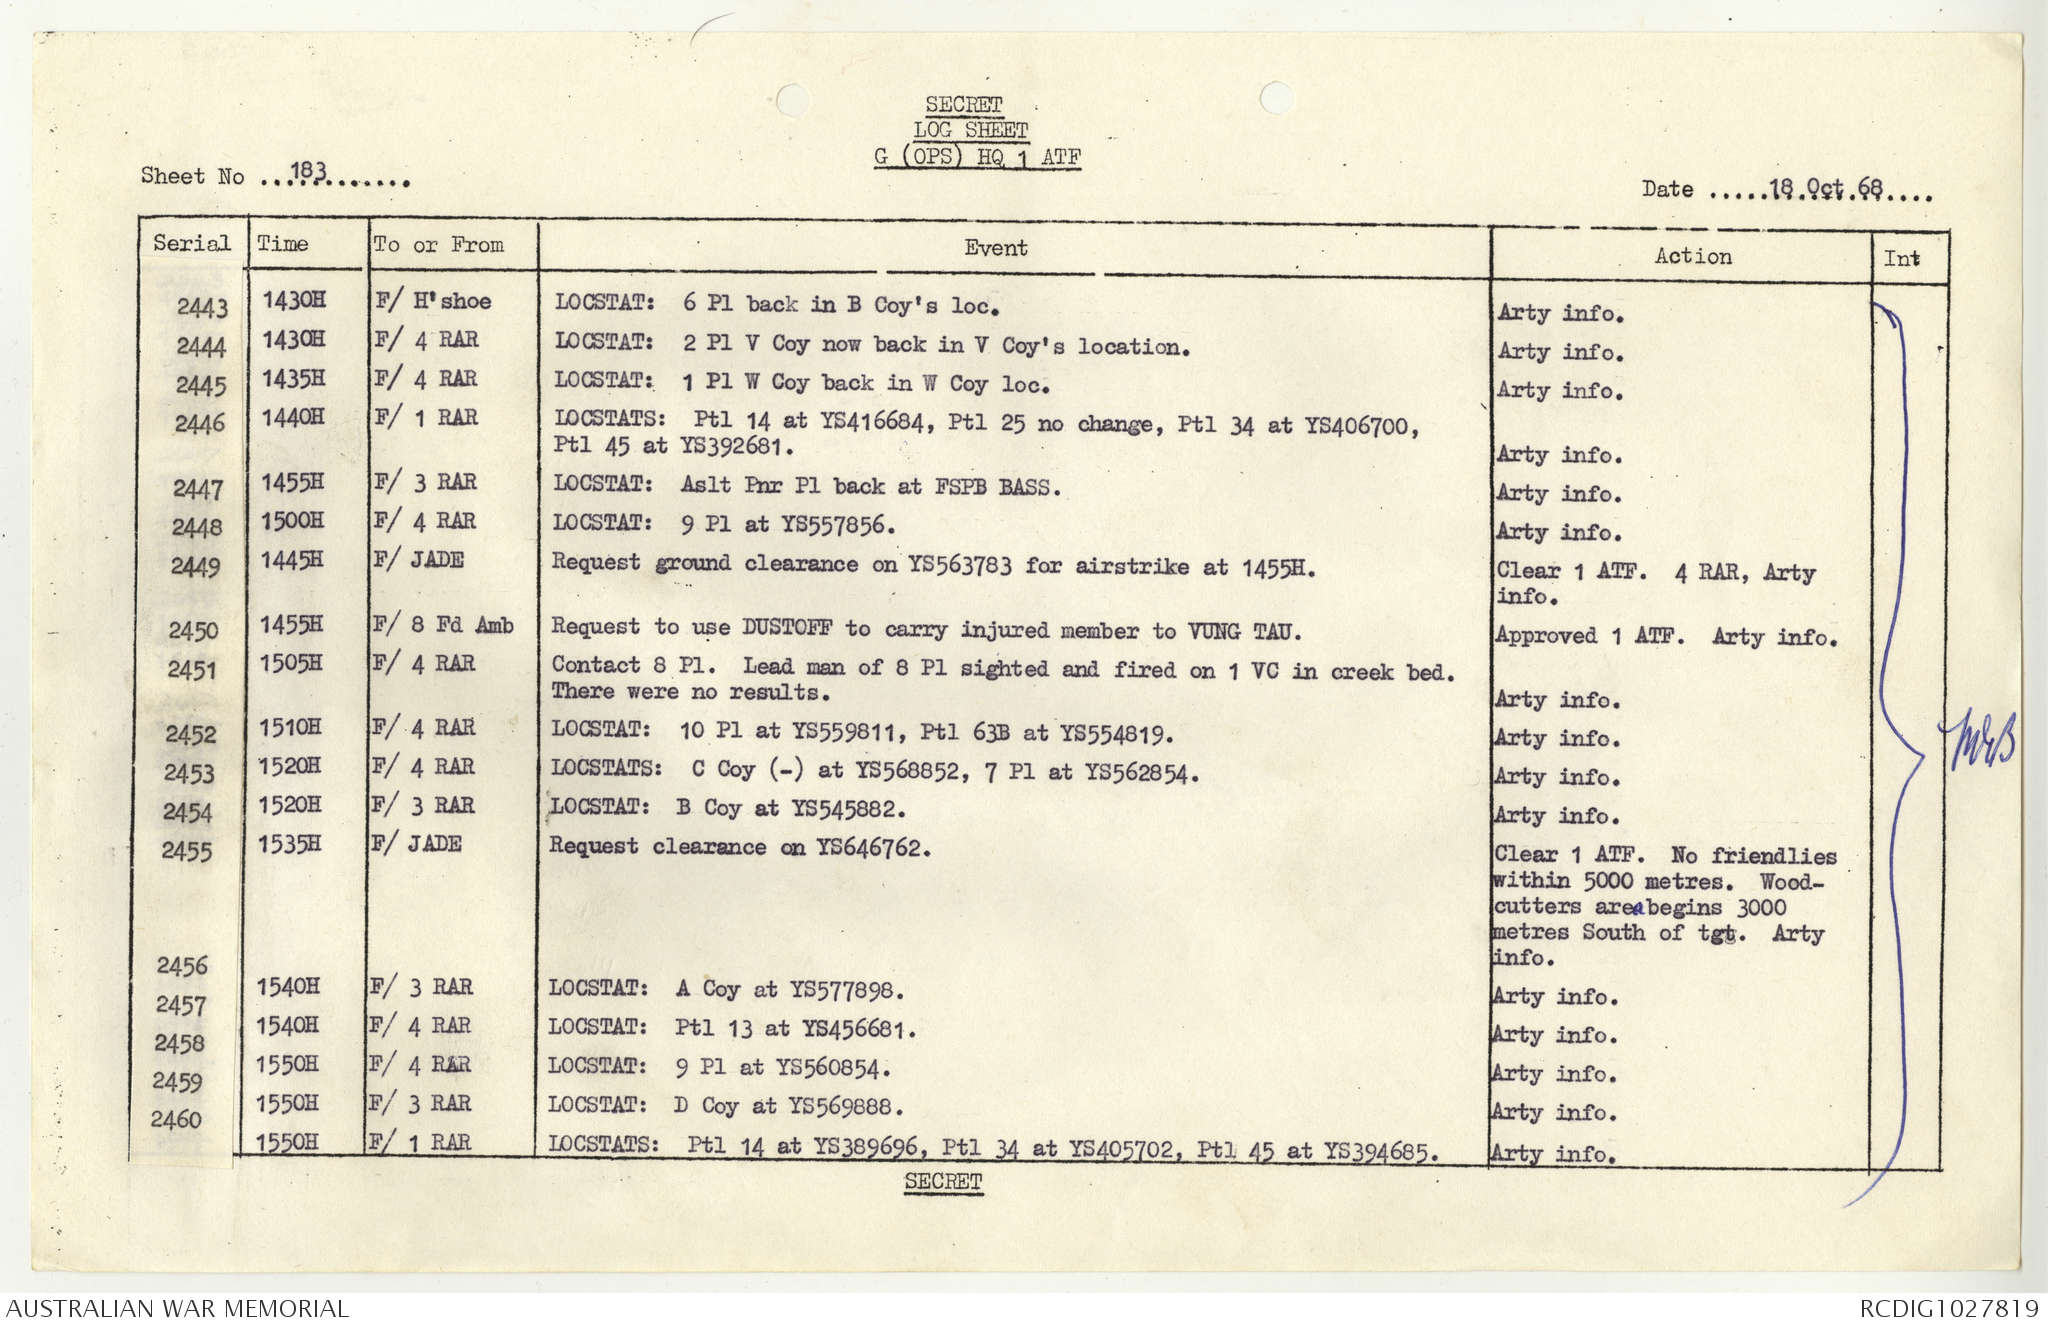 SECRET
LOG SHEET
G (OPS) HQ 1 ATF
Sheet No ...183...........
Date .....18 Oct 68....
Serial Time To or From Event Action Int
2443 1430H F/ H'shoe LOCSTAT: 6 Pl back in B Coy's loc. Arty info.
2444 1430H F/ 4 RAR LOCSTAT: 2 Pl V Coy now back in V Coy's location. Arty info.
2445 1435H F/ 4 RAR LOCSTAT: 1 Pl W Coy back in W Coy loc. Arty info.
2446 1440H F/ 1 RAR LOCSTATS: Ptl 14 at YS416684, Ptl 25 no change, Ptl 34 at YS406700,
Ptl 45 at YS392681. Arty info.
2447 1455H F/ 3 RAR LOCSTAT: Aslt Pnr Pl back at FSPB BASS. Arty info.
2448 1500H F/ 4 RAR LOCSTAT: 9 Pl at YS557856. Arty info.
2449 1445H F/ JADE Request ground clearance on YS563783 for airstrike at 1455H. Clear 1 ATF. 4 RAR, Arty
info.
2450 1455H F/ 8 Fd Amb Request to use DUSTOFF to carry injured member to VUNG TAU. Approved 1 ATF. Arty info.
2451 1505H F/ 4 RAR Contact 8 Pl. Lead man of 8 Pl sighted and fired on 1 VC in creek bed.
There were no results. Arty info.
2452 1510H F/ 4 RAR LOCSTAT: 10 Pl at YS559811, Ptl 63B at YS554819. Arty info.
2453 1520H F/ 4 RAR LOCSTATS: C Coy (-) at YS568852, 7 Pl at YS562854. Arty info.
2454 1520H F/ 3 RAR LOCSTAT: B Coy at YS545882. Arty info.
2455 1535H F/ JADE Request clearance on YS646762. Clear 1 ATF. No friendlies
within 5000 metres. Wood-
cutters area begins 3000
metres South of tgt. Arty
info.
2456 1540H F/ 3 RAR LOCSTAT: A Coy at YS577898. Arty info.
2457 1540H F/ 4 RAR LOCSTAT: Ptl 13 at YS456681. Arty info.
2458 1550H F/ 4 RAR LOCSTAT: 9 Pl at YS560854. Arty info.
2459 1550H F/ 3 RAR LOCSTAT: D Coy at YS569888. Arty info.
2460 1550H F/ 1 RAR LOCSTATS: Ptl 14 at YS389696, Ptl 34 at YS405702, Ptl 45 at YS394685. Arty info.
SECRET
AUSTRALIAN WAR MEMORIAL
RCDIG1027819